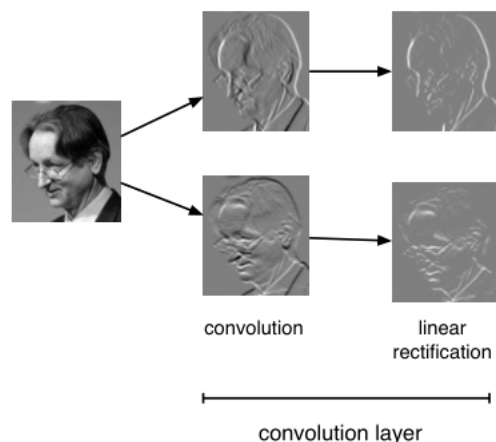 convolution
linear
rectification
convolution layer